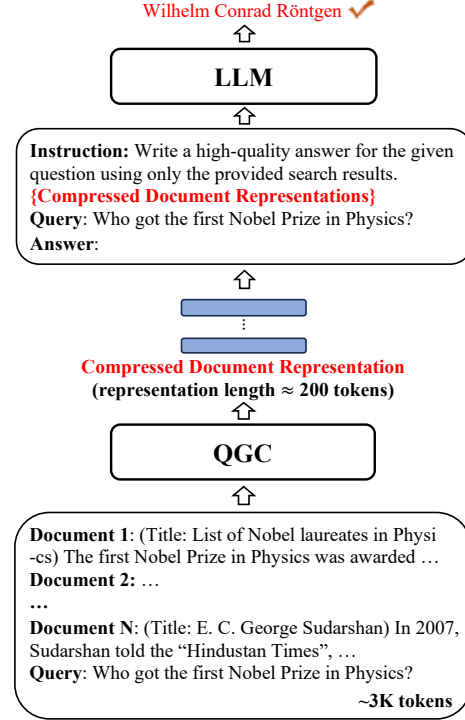 Wilhelm Conrad Röntgen
LLM
Instruction: Write a high-quality answer for the given
question using only the provided search results.
{Compressed Document Representations}
Query: Who got the first Nobel Prize in Physics?
Answer:
⋮
Compressed Document Representation
(representation length ≈ 200 tokens)
QGC
Document 1: (Title: List of Nobel laureates in Physi
-cs) The first Nobel Prize in Physics was awarded …
Document 2: …
…
Document N: (Title: E. C. George Sudarshan) In 2007,
Sudarshan told the “Hindustan Times”, …
Query: Who got the first Nobel Prize in Physics?
~3K tokens